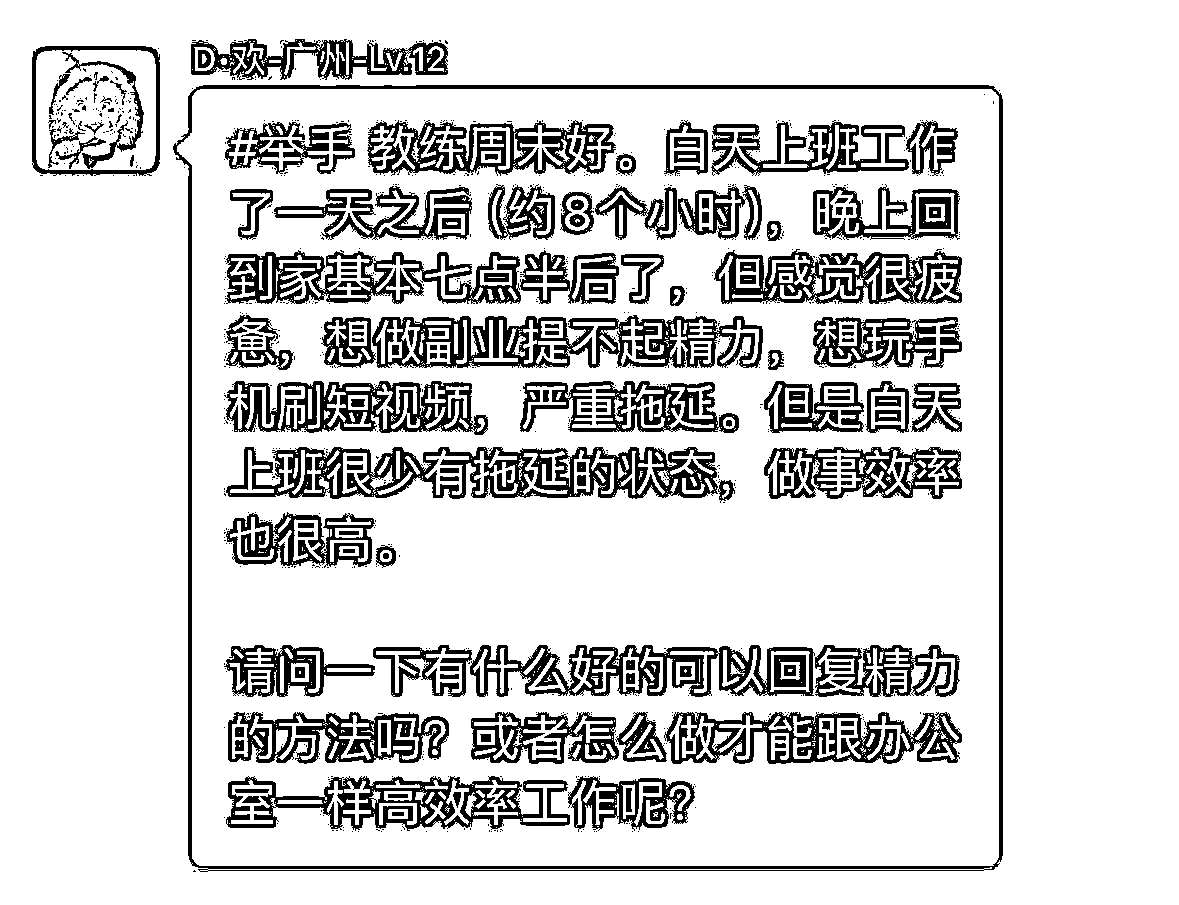 D·欢-广州-Lv.12
#举手 教练周末好。白天上班工作
了一天之后（约8个小时），晚上回
到家基本七点半后了，但感觉很疲
惫，想做副业提不起精力，想玩手
机刷短视频，严重拖延。但是白天
上班很少有拖延的状态，做事效率
也很高。
请问一下有什么好的可以回复精力
的方法吗？或者怎么做才能跟办公
室一样高效率工作呢？